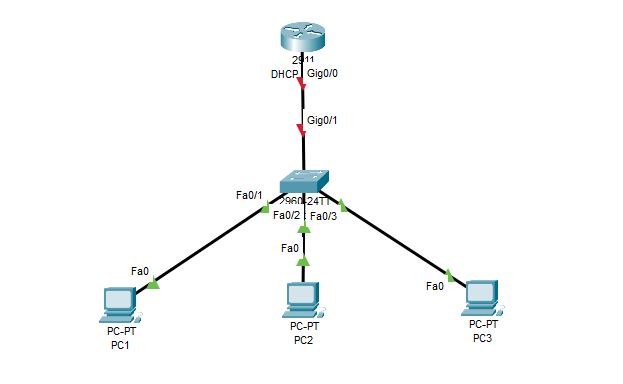 2911
DHCP
Gig0/0
Gig0/1
2960-24TT
Fa0/1
Fa0/2
Fa0/3
Fa0
Fa0
Fa0
PC-PT
PC1
PC-PT
PC2
PC-PT
PC3